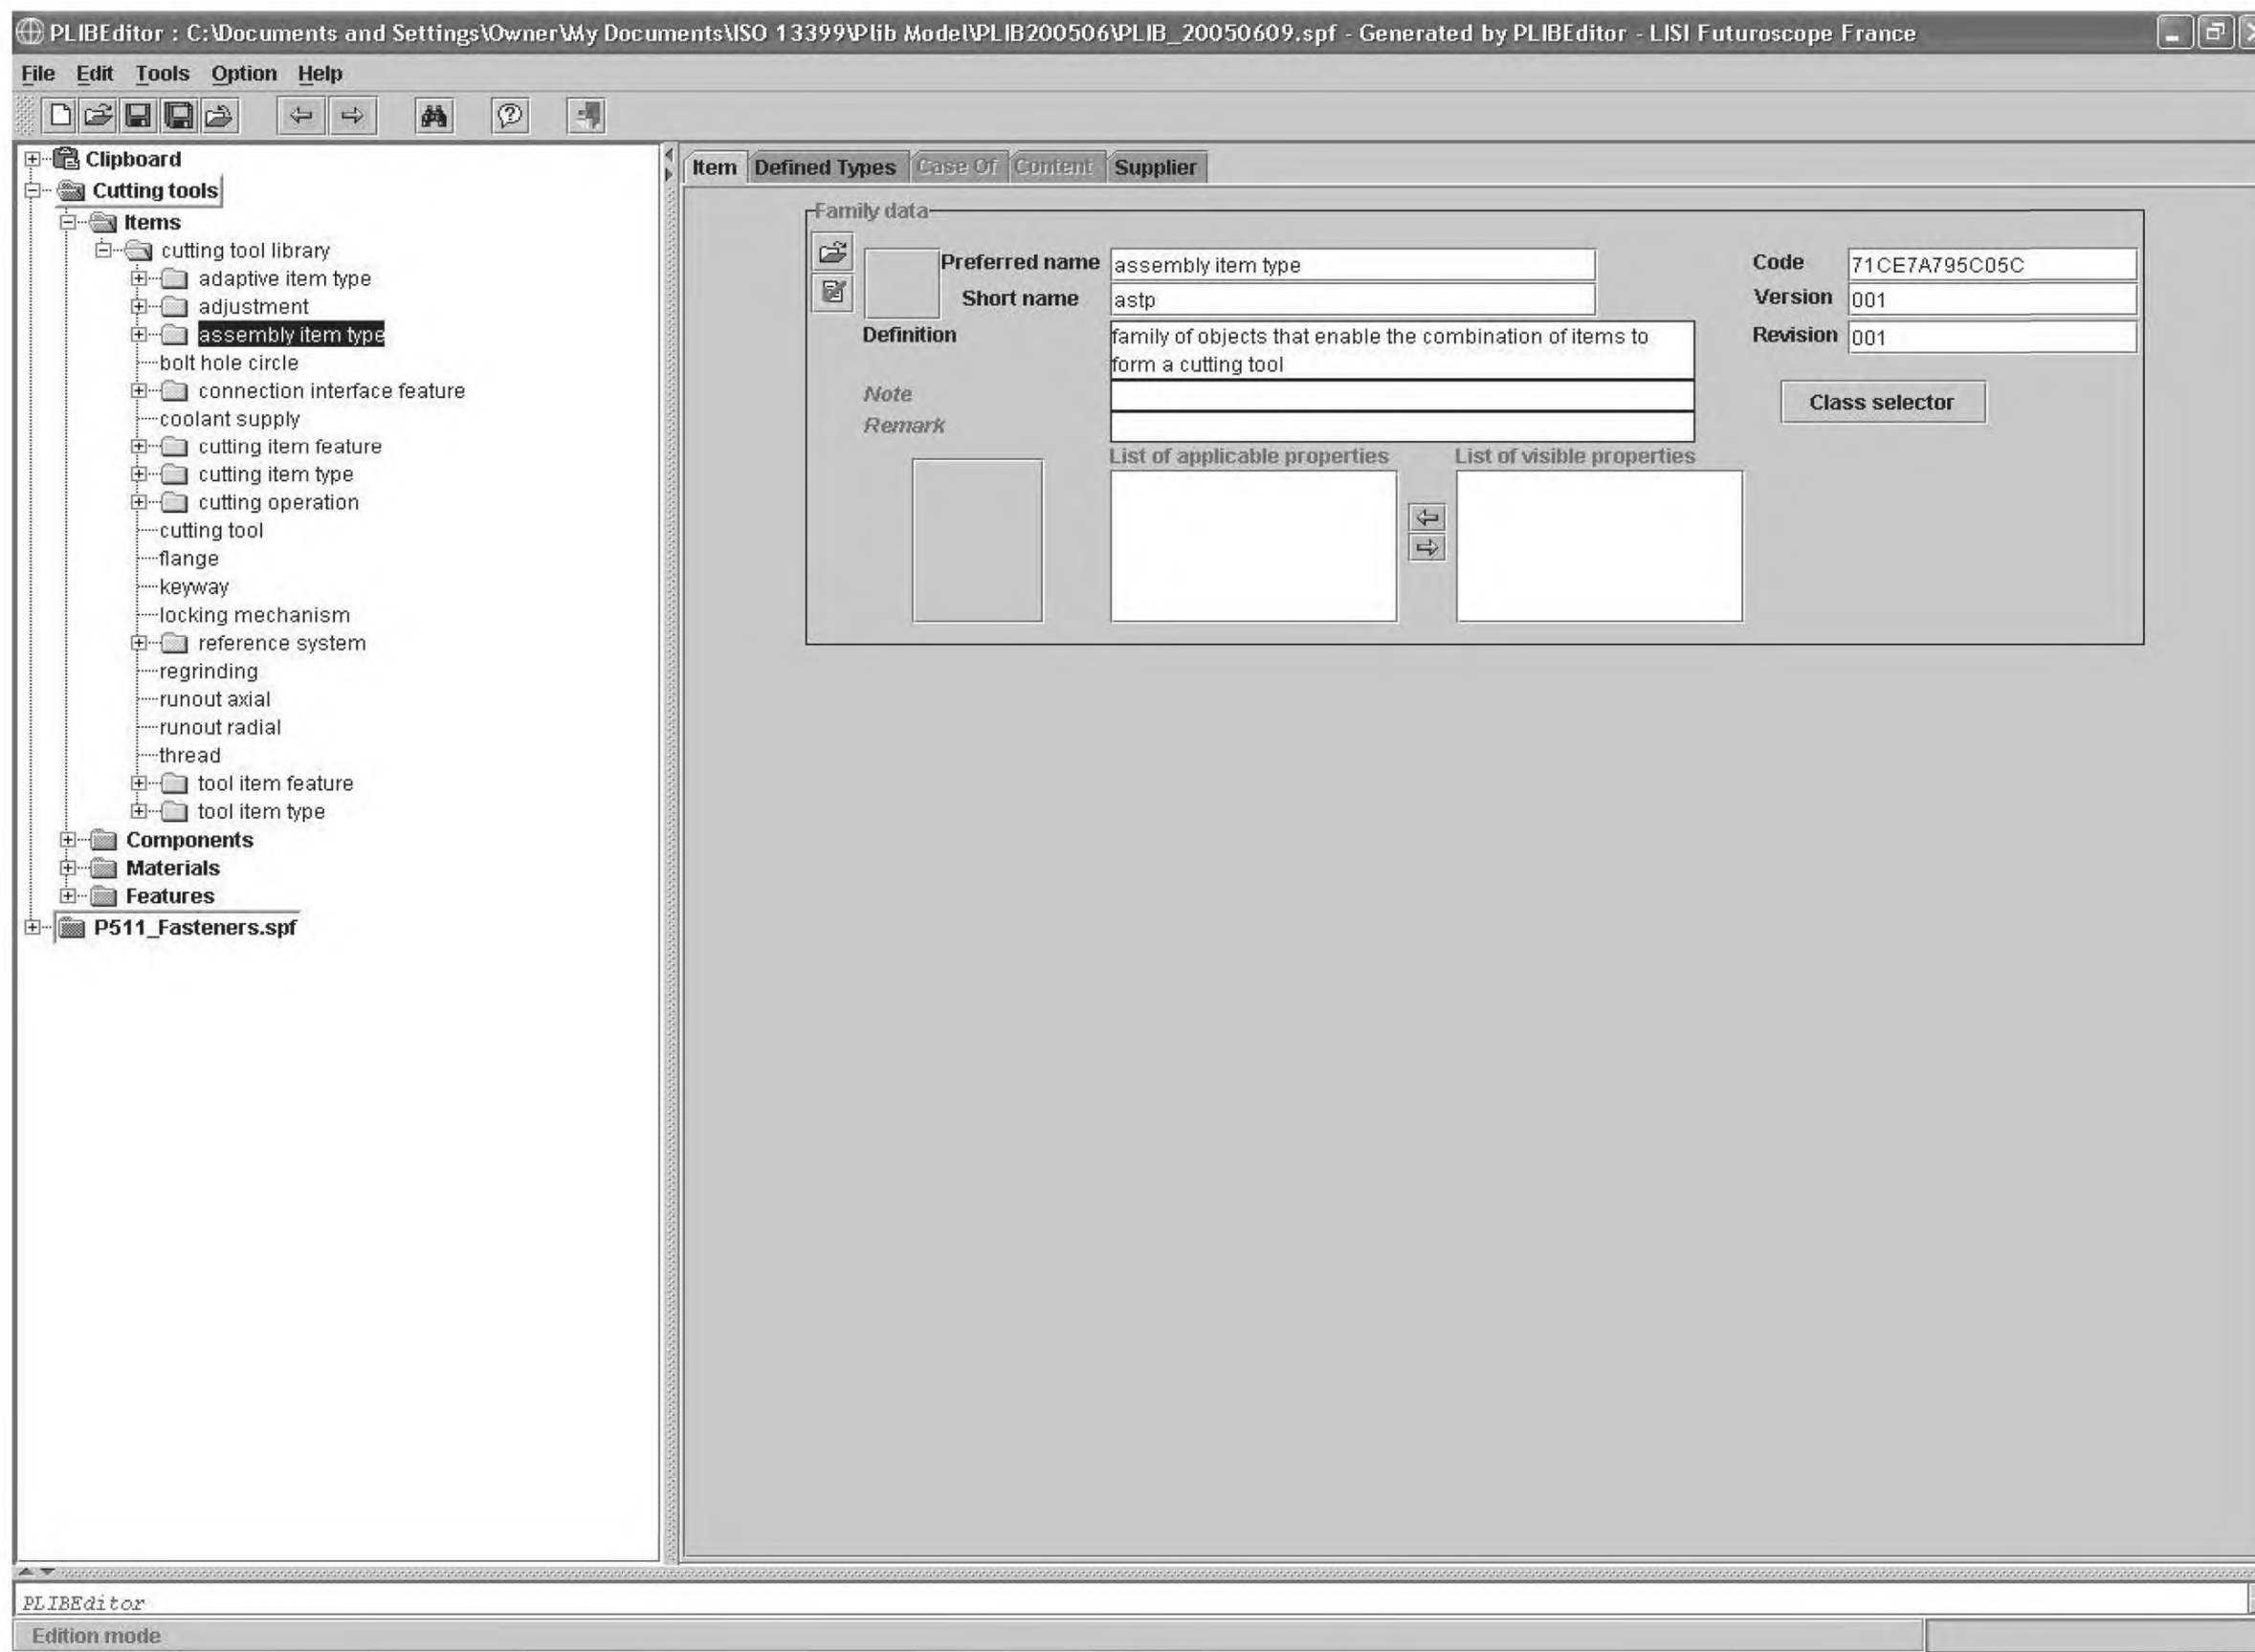 PLIBEditor : C:\Documents and Settings\Owner\My Documents\ISO 13399\Plib Model\PLIB200506\PLIB_20050609.spf - Generated by PLIBEditor - LISI Futuroscope France
File Edit Tools Option Help
Clipboard
Cutting tools
Items
cutting tool library
adaptive item type
adjustment
assembly item type
bolt hole circle
connection interface feature
coolant supply
cutting item feature
cutting item type
cutting operation
cutting tool
flange
keyway
locking mechanism
reference system
regrinding
runout axial
runout radial
thread
tool item feature
tool item type
Components
Materials
Features
P511_Fasteners.spf
Item Defined Types Case Of Content Supplier
Family data
Preferred name assembly item type Code 71CE7A795C05C
Short name astp Version 001
Definition family of objects that enable the combination of items to Revision 001
form a cutting tool
Note
Class selector
Remark
List of applicable properties List of visible properties
PLIBEditor
Edition mode